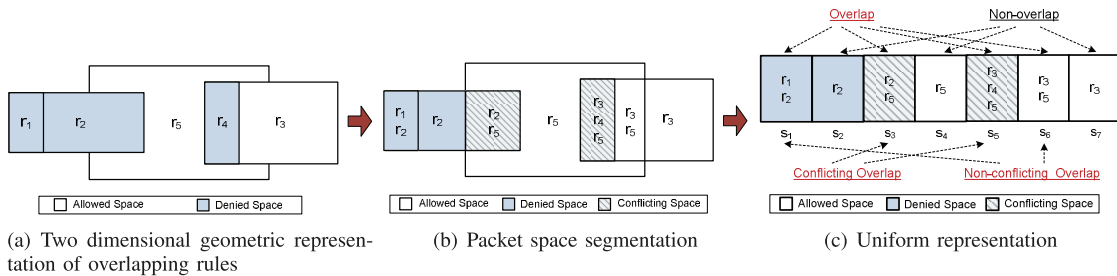 Overlap Non-overlap
r1 r2 r5 r4 r3
r1 r2 r2 r2 r5 r5 r3 r4 r5 r3 r5 r3
r1 r2 r2 r2 r5 r5 r3 r4 r5 r3 r5 r3
s1 s2 s3 s4 s5 s6 s7
Conflicting Overlap Non-conflicting Overlap
Allowed Space Denied Space
Allowed Space Denied Space Conflicting Space
Allowed Space Denied Space Conflicting Space
(a) Two dimensional geometric represen-
tation of overlapping rules
(b) Packet space segmentation
(c) Uniform representation